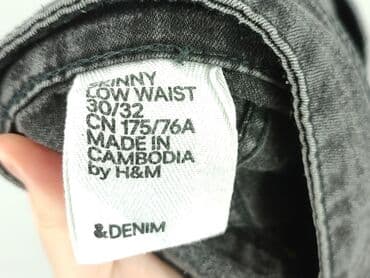 SKINNY
LOW WAIST
30/32
CN 175/76A
MADE IN
CAMBODIA
by H&M
&DENIM